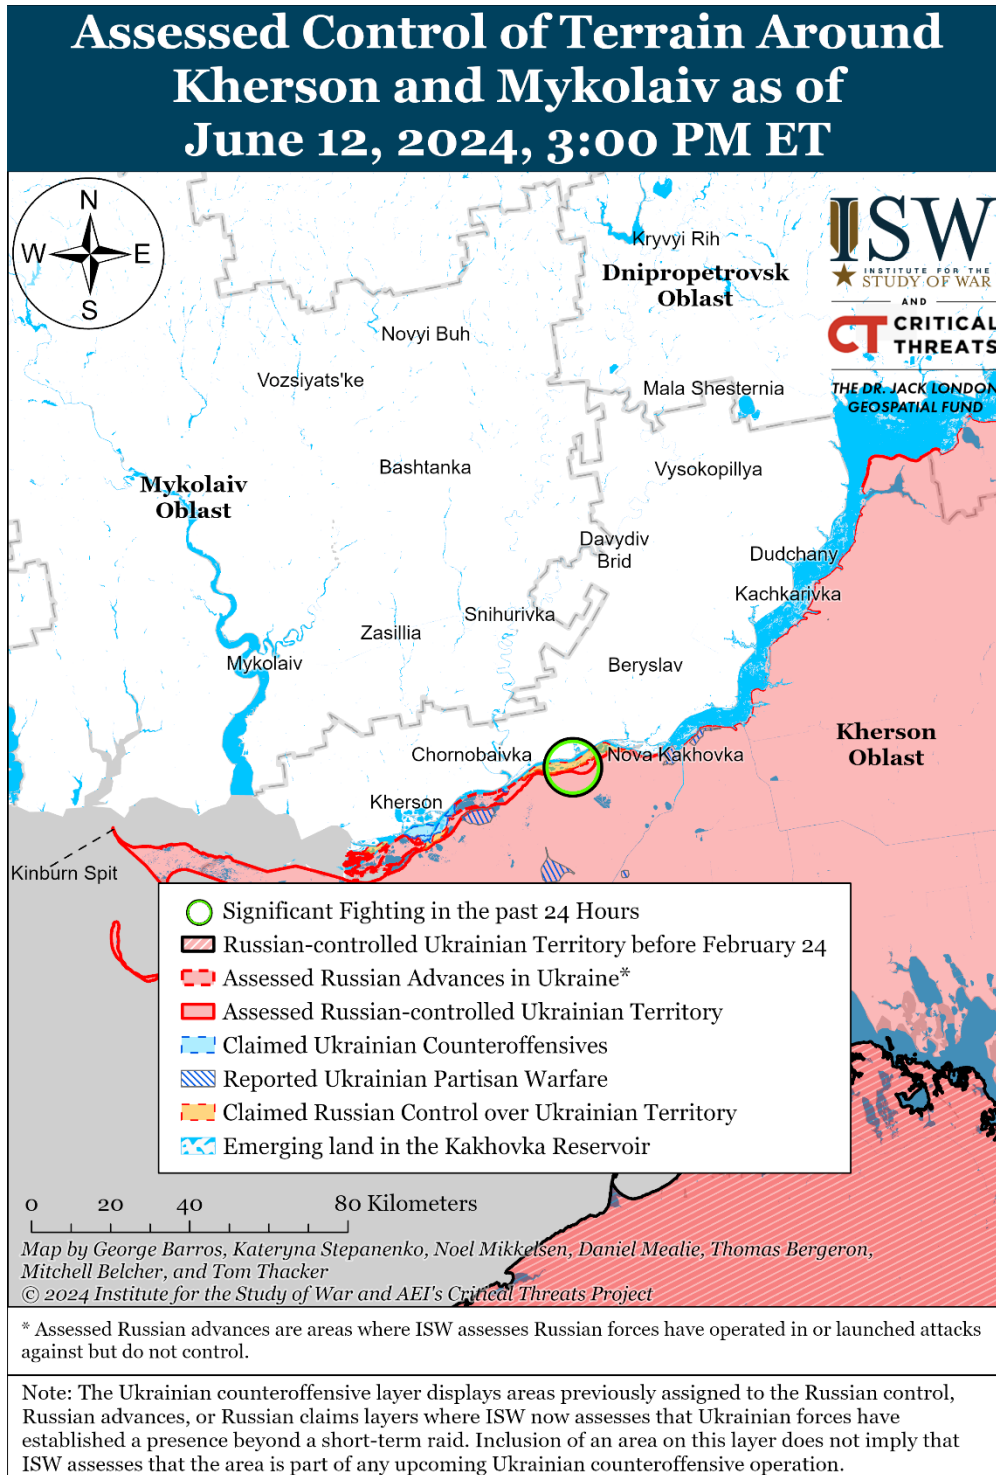 Assessed Control of Terrain Around
Kherson and Mykolaiv as of
June 12, 2024, 3:00 PM ET
N
W
E
S
ISW
INSTITUTE FOR THE
STUDY OF WAR
AND
CT CRITICAL
THREATS
THE DR. JACK LONDON
GEOSPATIAL FUND
Kryvyi Rih
Dnipropetrovsk
Oblast
Novyi Buh
Vozsiyats'ke
Mala Shesternia
Bashtanka
Vysokopillya
Mykolaiv
Oblast
Davydiv
Brid
Dudchany
Kachkarivka
Snihurivka
Zasillia
Mykolaiv
Beryslav
Kherson
Oblast
Chornobaivka
Nova Kakhovka
Kherson
Kinburn Spit
Significant Fighting in the past 24 Hours
Russian-controlled Ukrainian Territory before February 24
Assessed Russian Advances in Ukraine*
Assessed Russian-controlled Ukrainian Territory
Claimed Ukrainian Counteroffensives
Reported Ukrainian Partisan Warfare
Claimed Russian Control over Ukrainian Territory
Emerging land in the Kakhovka Reservoir
0 20 40 80 Kilometers
Map by George Barros, Kateryna Stepanenko, Noel Mikkelsen, Daniel Mealie, Thomas Bergeron,
Mitchell Belcher, and Tom Thacker
© 2024 Institute for the Study of War and AEI's Critical Threats Project
* Assessed Russian advances are areas where ISW assesses Russian forces have operated in or launched attacks
against but do not control.
Note: The Ukrainian counteroffensive layer displays areas previously assigned to the Russian control,
Russian advances, or Russian claims layers where ISW now assesses that Ukrainian forces have
established a presence beyond a short-term raid. Inclusion of an area on this layer does not imply that
ISW assesses that the area is part of any upcoming Ukrainian counteroffensive operation.